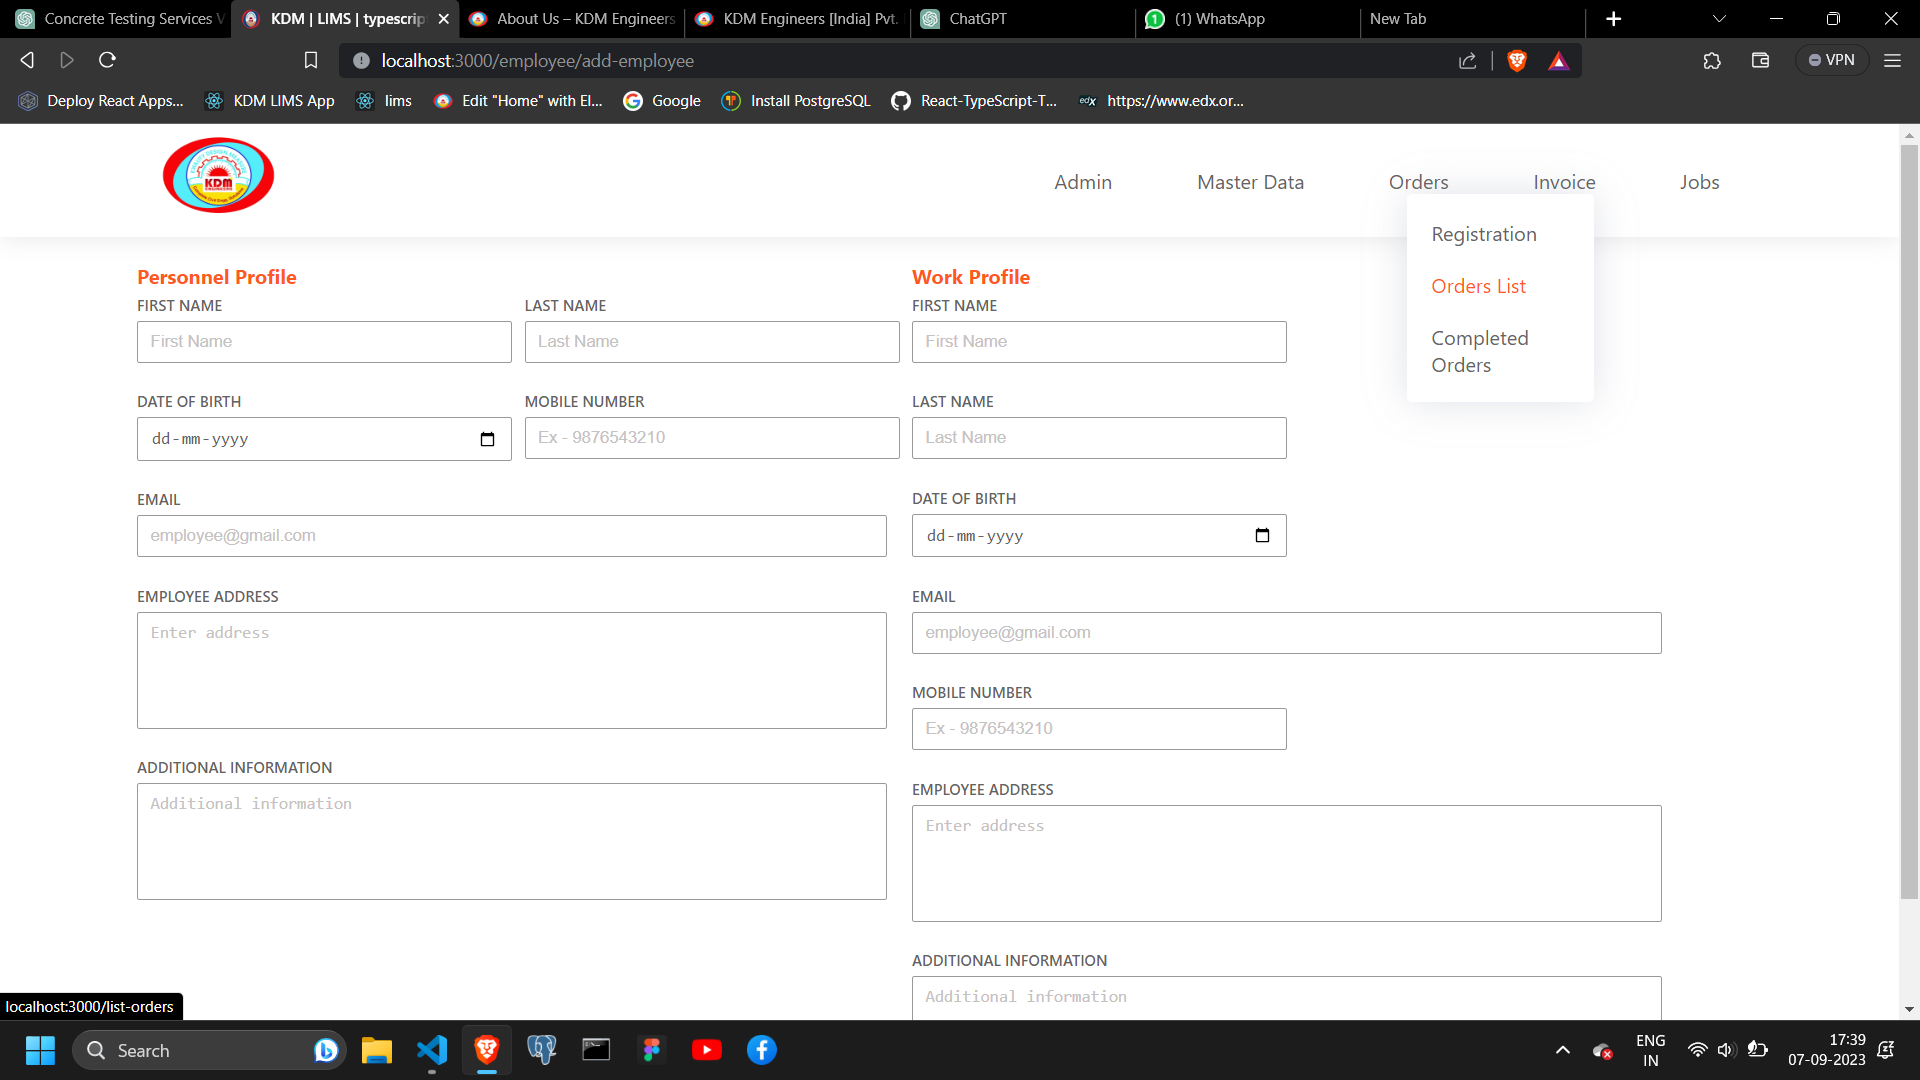 Concrete Testing Services V
KDM | LIMS | typescrip
About Us – KDM Engineers
KDM Engineers [India] Pvt.
ChatGPT
(1) WhatsApp
New Tab
localhost:3000/employee/add-employee
VPN
Deploy React Apps...
KDM LIMS App
lims
Edit "Home" with El...
Google
Install PostgreSQL
React-TypeScript-T...
edX
https://www.edx.or...
KDM
Admin
Master Data
Orders
Invoice
Jobs
Registration
Orders List
Completed
Orders
Personnel Profile
FIRST NAME
First Name
LAST NAME
Last Name
DATE OF BIRTH
dd-mm-yyyy
MOBILE NUMBER
Ex - 9876543210
EMAIL
employee@gmail.com
EMPLOYEE ADDRESS
Enter address
ADDITIONAL INFORMATION
Additional information
Work Profile
FIRST NAME
First Name
LAST NAME
Last Name
DATE OF BIRTH
dd-mm-yyyy
EMAIL
employee@gmail.com
MOBILE NUMBER
Ex - 9876543210
EMPLOYEE ADDRESS
Enter address
ADDITIONAL INFORMATION
Additional information
localhost:3000/list-orders
Search
ENG
IN
17:39
07-09-2023